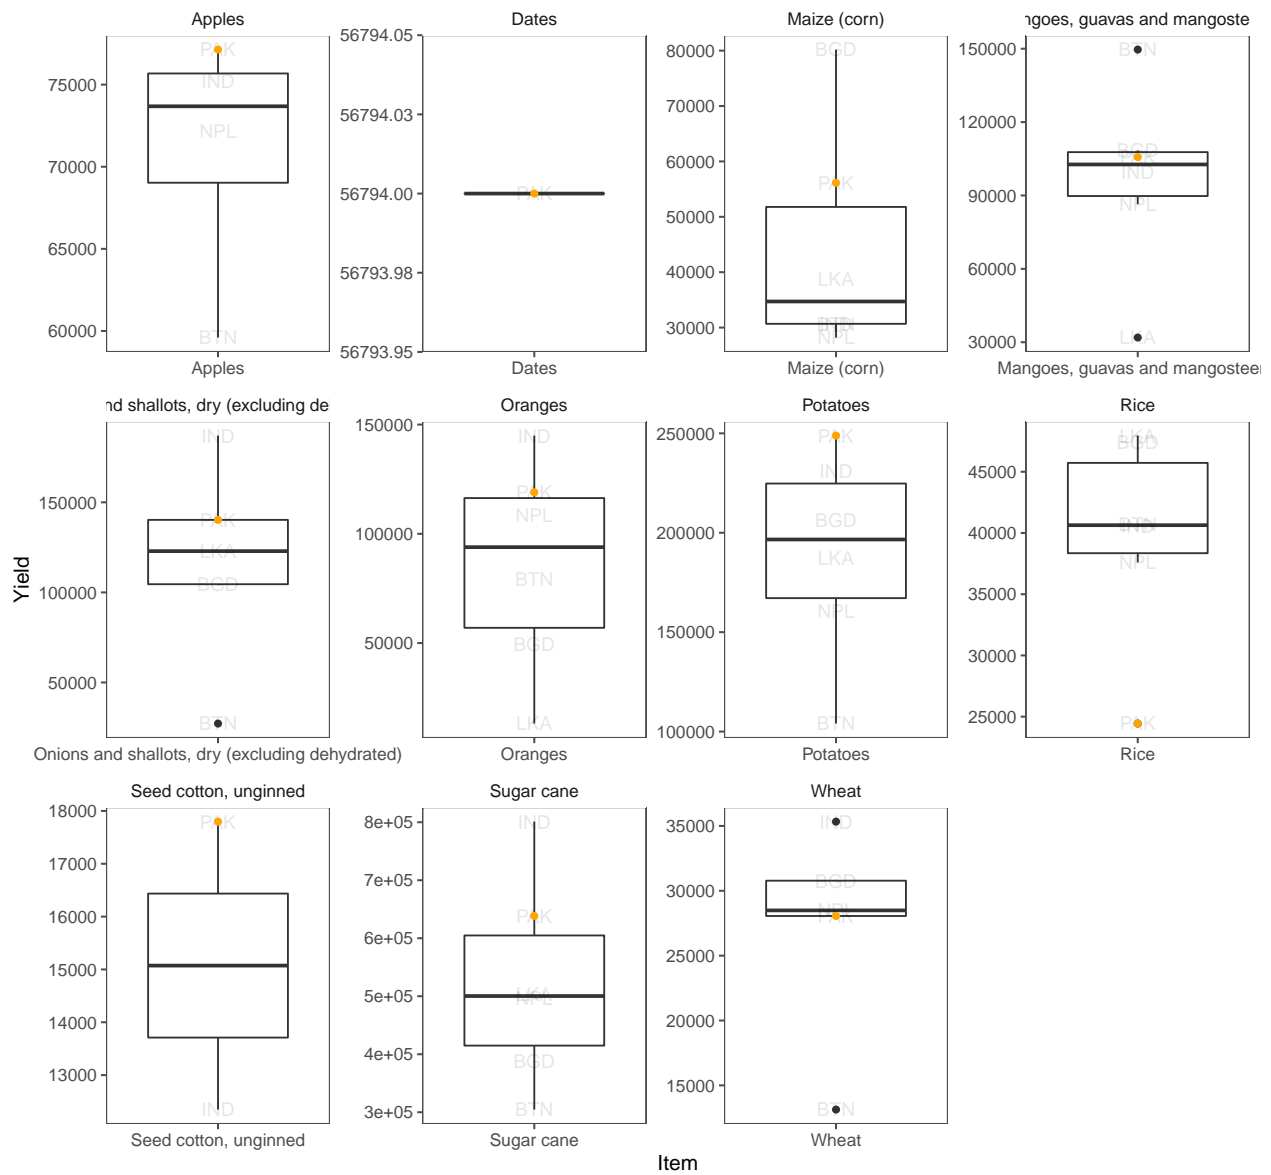 Apples
Dates
Maize (corn)
ngoes, guavas and mangoste
75000
70000
65000
60000
PAK
IND
NPL
BTN
56794.05
56794.03
56794.00
56793.98
56793.95
PAK
80000
70000
60000
50000
40000
30000
BGD
PAK
LKA
NPL
150000
120000
90000
60000
30000
BTN
BGD
IND
NPL
LKA
Apples
Dates
Maize (corn)
Mangoes, guavas and mangosteen
nd shallots, dry (excluding de
Oranges
Potatoes
Rice
Yield
150000
100000
50000
IND
PAK
LKA
BGD
BTN
150000
100000
50000
IND
PAK
NPL
BTN
BGD
LKA
250000
200000
150000
100000
PAK
IND
BGD
LKA
NPL
BTN
45000
40000
35000
30000
25000
LKA
BGD
BTN
IND
NPL
PAK
Onions and shallots, dry (excluding dehydrated)
Oranges
Potatoes
Rice
Seed cotton, unginned
Sugar cane
Wheat
18000
17000
16000
15000
14000
13000
PAK
IND
8e+05
7e+05
6e+05
5e+05
4e+05
3e+05
IND
PAK
LKA
NPL
BGD
BTN
35000
30000
25000
20000
15000
IND
BGD
NPL
PAK
BTN
Seed cotton, unginned
Sugar cane
Wheat
Item